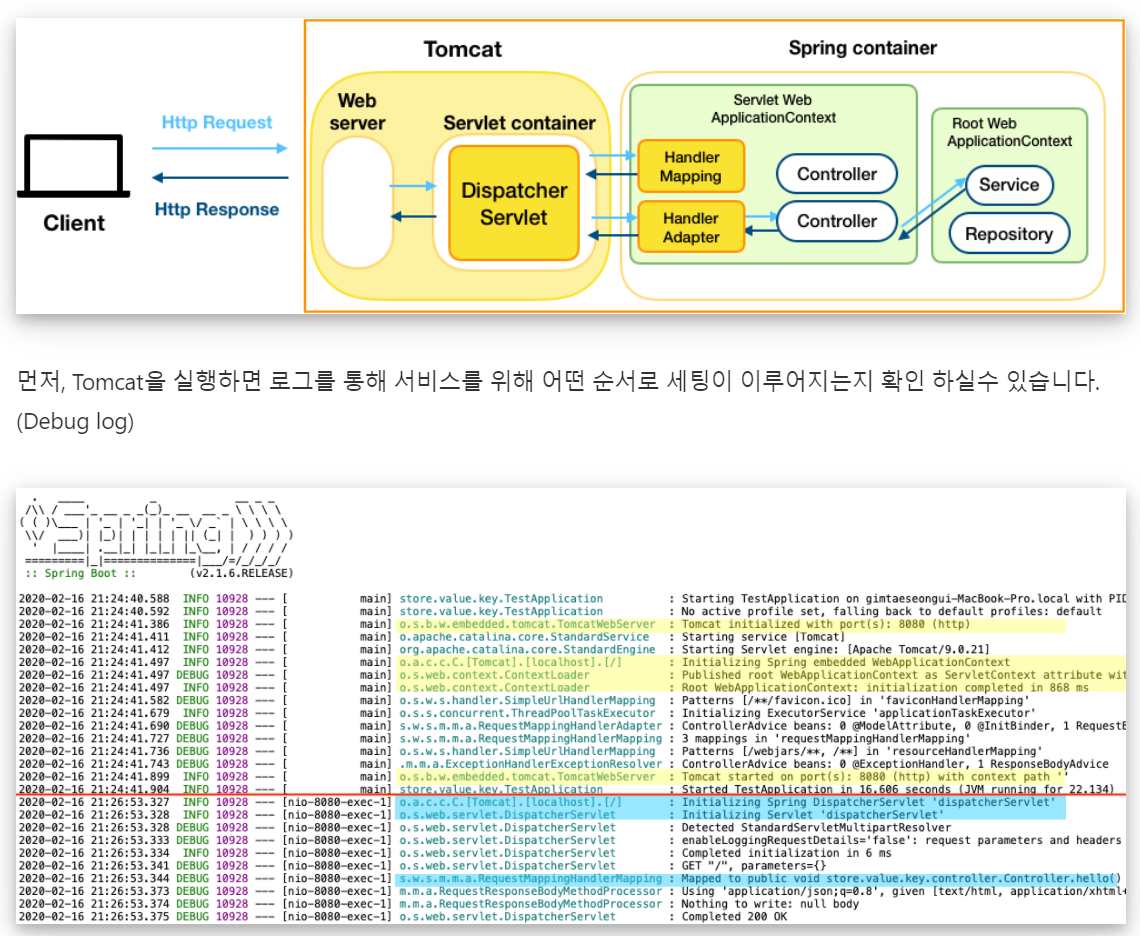 Tomcat
Spring container
Web server
Servlet container
Servlet Web ApplicationContext
Root Web ApplicationContext
Http Request
Http Response
Client
Dispatcher Servlet
Handler Mapping
Handler Adapter
Controller
Controller
Service
Repository
먼저, Tomcat을 실행하면 로그를 통해 서비스를 위해 어떤 순서로 세팅이 이루어지는지 확인 하실수 있습니다.
(Debug log)
:: Spring Boot ::        (v2.1.6.RELEASE)
2020-02-16 21:24:40.588  INFO 10928 --- [           main] store.value.key.TestApplication          : Starting TestApplication on gimtaeseongui-MacBook-Pro.local with PID
2020-02-16 21:24:40.592  INFO 10928 --- [           main] store.value.key.TestApplication          : No active profile set, falling back to default profiles: default
2020-02-16 21:24:41.386  INFO 10928 --- [           main] o.s.b.w.embedded.tomcat.TomcatWebServer  : Tomcat initialized with port(s): 8080 (http)
2020-02-16 21:24:41.411  INFO 10928 --- [           main] o.apache.catalina.core.StandardService   : Starting service [Tomcat]
2020-02-16 21:24:41.412  INFO 10928 --- [           main] org.apache.catalina.core.StandardEngine  : Starting Servlet engine: [Apache Tomcat/9.0.21]
2020-02-16 21:24:41.497  INFO 10928 --- [           main] o.a.c.c.C.[Tomcat].[localhost].[/]       : Initializing Spring embedded WebApplicationContext
2020-02-16 21:24:41.497 DEBUG 10928 --- [           main] o.s.web.context.ContextLoader            : Published root WebApplicationContext as ServletContext attribute wit
2020-02-16 21:24:41.497  INFO 10928 --- [           main] o.s.web.context.ContextLoader            : Root WebApplicationContext: initialization completed in 868 ms
2020-02-16 21:24:41.582 DEBUG 10928 --- [           main] o.s.w.s.handler.SimpleUrlHandlerMapping  : Patterns [/**/favicon.ico] in 'faviconHandlerMapping'
2020-02-16 21:24:41.679  INFO 10928 --- [           main] o.s.s.concurrent.ThreadPoolTaskExecutor  : Initializing ExecutorService 'applicationTaskExecutor'
2020-02-16 21:24:41.690 DEBUG 10928 --- [           main] s.w.s.m.m.a.RequestMappingHandlerAdapter : ControllerAdvice beans: 0 @ModelAttribute, 0 @InitBinder, 1 RequestB
2020-02-16 21:24:41.727 DEBUG 10928 --- [           main] s.w.s.m.m.a.RequestMappingHandlerMapping : 3 mappings in 'requestMappingHandlerMapping'
2020-02-16 21:24:41.736 DEBUG 10928 --- [           main] o.s.w.s.handler.SimpleUrlHandlerMapping  : Patterns [/webjars/**, /**] in 'resourceHandlerMapping'
2020-02-16 21:24:41.743 DEBUG 10928 --- [           main] .m.m.a.ExceptionHandlerExceptionResolver : ControllerAdvice beans: 0 @ExceptionHandler, 1 ResponseBodyAdvice
2020-02-16 21:24:41.899  INFO 10928 --- [           main] o.s.b.w.embedded.tomcat.TomcatWebServer  : Tomcat started on port(s): 8080 (http) with context path ''
2020-02-16 21:24:41.904  INFO 10928 --- [           main] store.value.key.TestApplication          : Started TestApplication in 16.606 seconds (JVM running for 22.134)
2020-02-16 21:26:53.327  INFO 10928 --- [nio-8080-exec-1] o.a.c.c.C.[Tomcat].[localhost].[/]       : Initializing Spring DispatcherServlet 'dispatcherServlet'
2020-02-16 21:26:53.328  INFO 10928 --- [nio-8080-exec-1] o.s.web.servlet.DispatcherServlet        : Initializing Servlet 'dispatcherServlet'
2020-02-16 21:26:53.328 DEBUG 10928 --- [nio-8080-exec-1] o.s.web.servlet.DispatcherServlet        : Detected StandardServletMultipartResolver
2020-02-16 21:26:53.333 DEBUG 10928 --- [nio-8080-exec-1] o.s.web.servlet.DispatcherServlet        : enableLoggingRequestDetails='false': request parameters and headers
2020-02-16 21:26:53.334  INFO 10928 --- [nio-8080-exec-1] o.s.web.servlet.DispatcherServlet        : Completed initialization in 6 ms
2020-02-16 21:26:53.341 DEBUG 10928 --- [nio-8080-exec-1] o.s.web.servlet.DispatcherServlet        : GET "/", parameters={}
2020-02-16 21:26:53.344 DEBUG 10928 --- [nio-8080-exec-1] s.w.s.m.m.a.RequestMappingHandlerMapping : Mapped to public void store.value.key.controller.Controller.hello()
2020-02-16 21:26:53.373 DEBUG 10928 --- [nio-8080-exec-1] m.m.a.RequestResponseBodyMethodProcessor : Using 'application/json;q=0.8', given [text/html, application/xhtml+
2020-02-16 21:26:53.374 DEBUG 10928 --- [nio-8080-exec-1] m.m.a.RequestResponseBodyMethodProcessor : Nothing to write: null body
2020-02-16 21:26:53.375 DEBUG 10928 --- [nio-8080-exec-1] o.s.web.servlet.DispatcherServlet        : Completed 200 OK